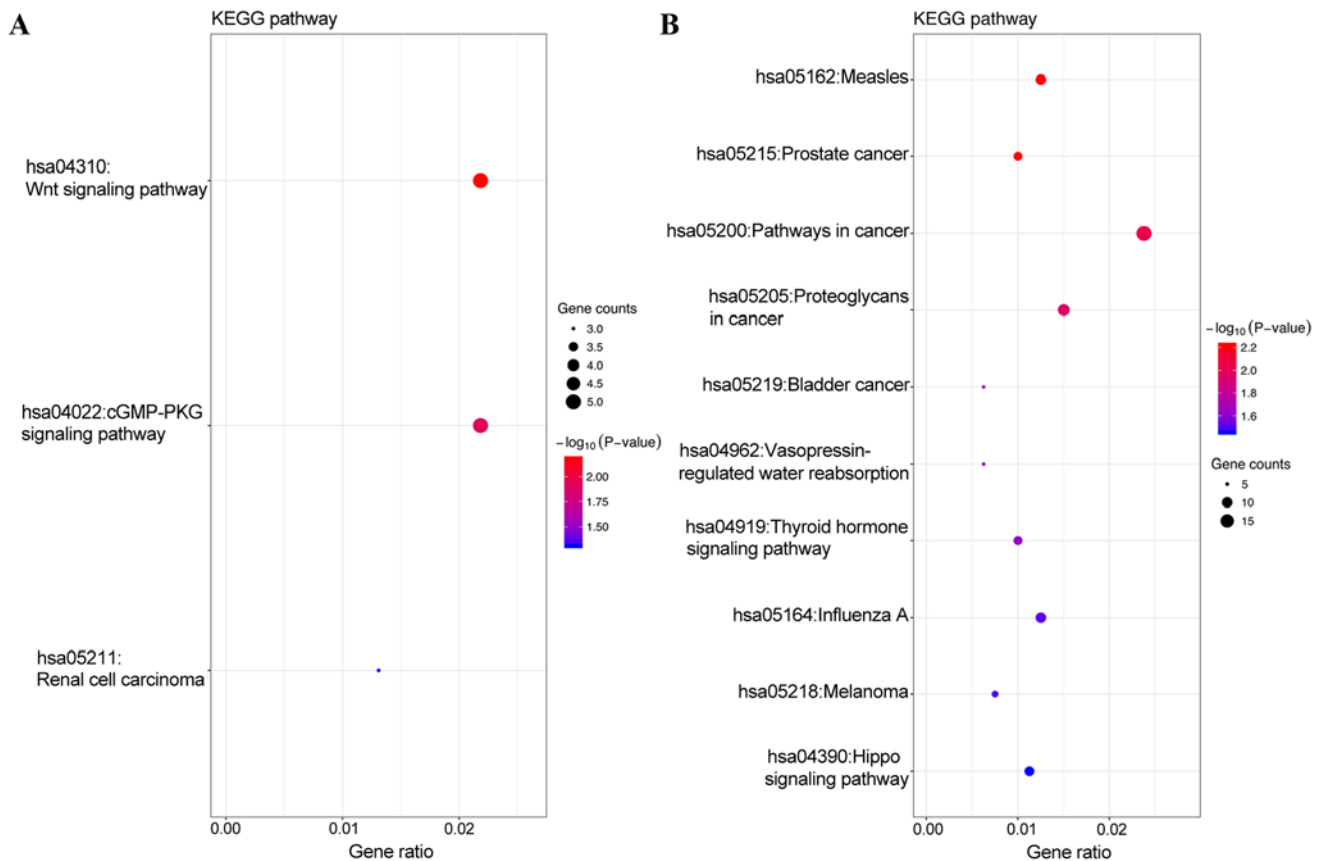 A
KEGG pathway
hsa04310:
Wnt signaling pathway
hsa04022:cGMP-PKG
signaling pathway
hsa05211:
Renal cell carcinoma
0.00
0.01
0.02
Gene ratio
Gene counts
3.0
3.5
4.0
4.5
5.0
−log10(P-value)
2.00
1.75
1.50
B
KEGG pathway
hsa05162:Measles
hsa05215:Prostate cancer
hsa05200:Pathways in cancer
hsa05205:Proteoglycans
in cancer
hsa05219:Bladder cancer
hsa04962:Vasopressin-
regulated water reabsorption
hsa04919:Thyroid hormone
signaling pathway
hsa05164:Influenza A
hsa05218:Melanoma
hsa04390:Hippo
signaling pathway
0.00
0.01
0.02
Gene ratio
−log10(P-value)
2.2
2.0
1.8
1.6
Gene counts
5
10
15